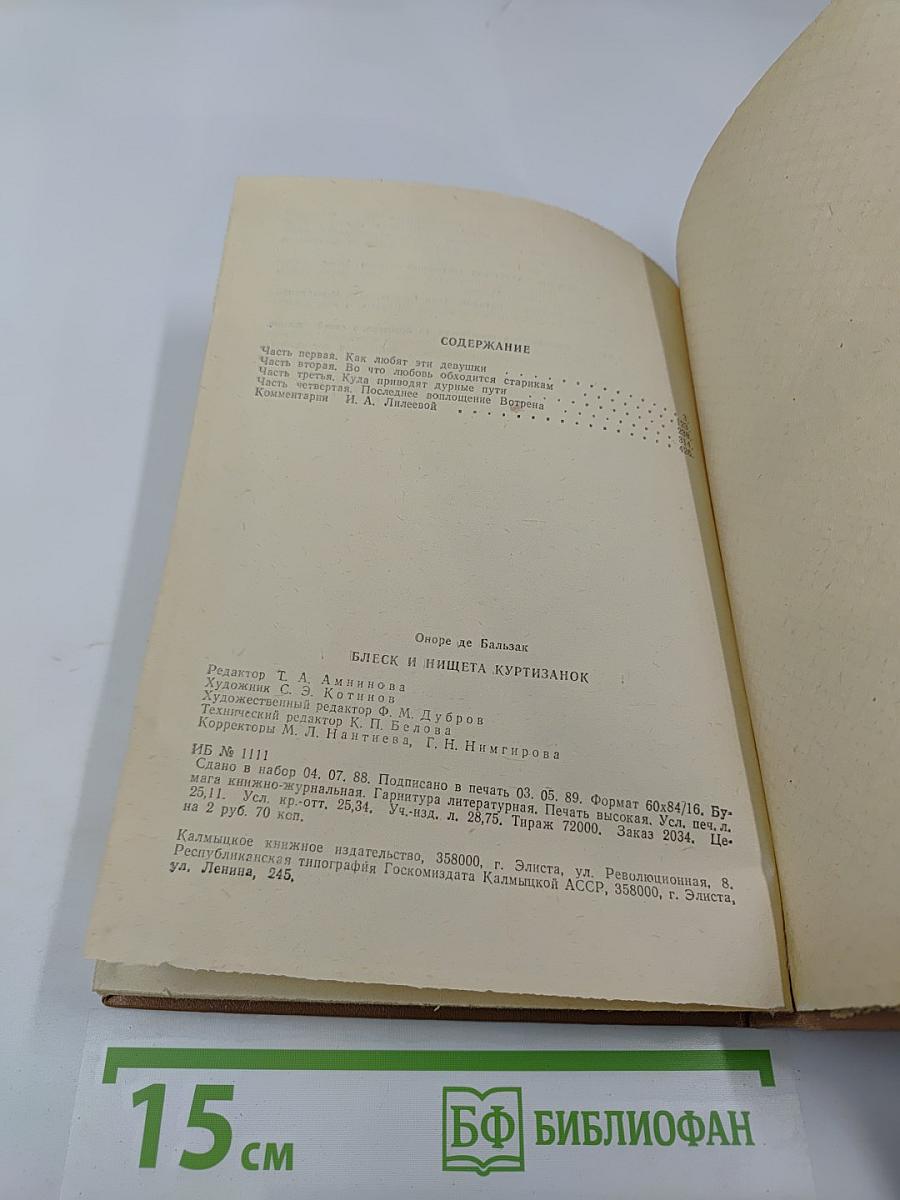 СОДЕРЖАНИЕ
Часть первая. Как любят эти девушки . . . . . . . . . 3.
Часть вторая. Во что любовь обходится старикам . . . . . . .
Часть третья. Куда приводят дурные пути . . . . . . . .
Часть четвертая. Последнее воплощение Вотрена . . . . . .
Комментарии И. А. Лилеевой . . . . . . . . . . .
Оноре де Бальзак
БЛЕСК И НИЩЕТА КУРТИЗАНОК
Редактор Т. А. Аминова
Художник С. Э. Котинов
Художественный редактор Ф. М. Дубров
Технический редактор К. П. Белова
Корректоры М. Л. Нантиева, Г. Н. Нимгирова
ИБ № 1111
Сдано в набор 04. 07. 88. Подписано в печать 03. 05. 89. Формат 60x84/16. Бу-
мага книжно-журнальная. Гарнитура литературная. Печать высокая. Усл. печ. л.
25,11. Усл. кр.-отт. 25,34. Уч.-изд. л. 28,75. Тираж 72000. Заказ 2034. Це-
на 2 руб. 70 коп.
Калмыцкое книжное издательство, 358000, г. Элиста, ул. Революционная, 8.
Республиканская типография Госкомиздата Калмыцкой АССР, 358000, г. Элиста,
ул. Ленина, 245.
15 см
БФ БИБЛИОФАН